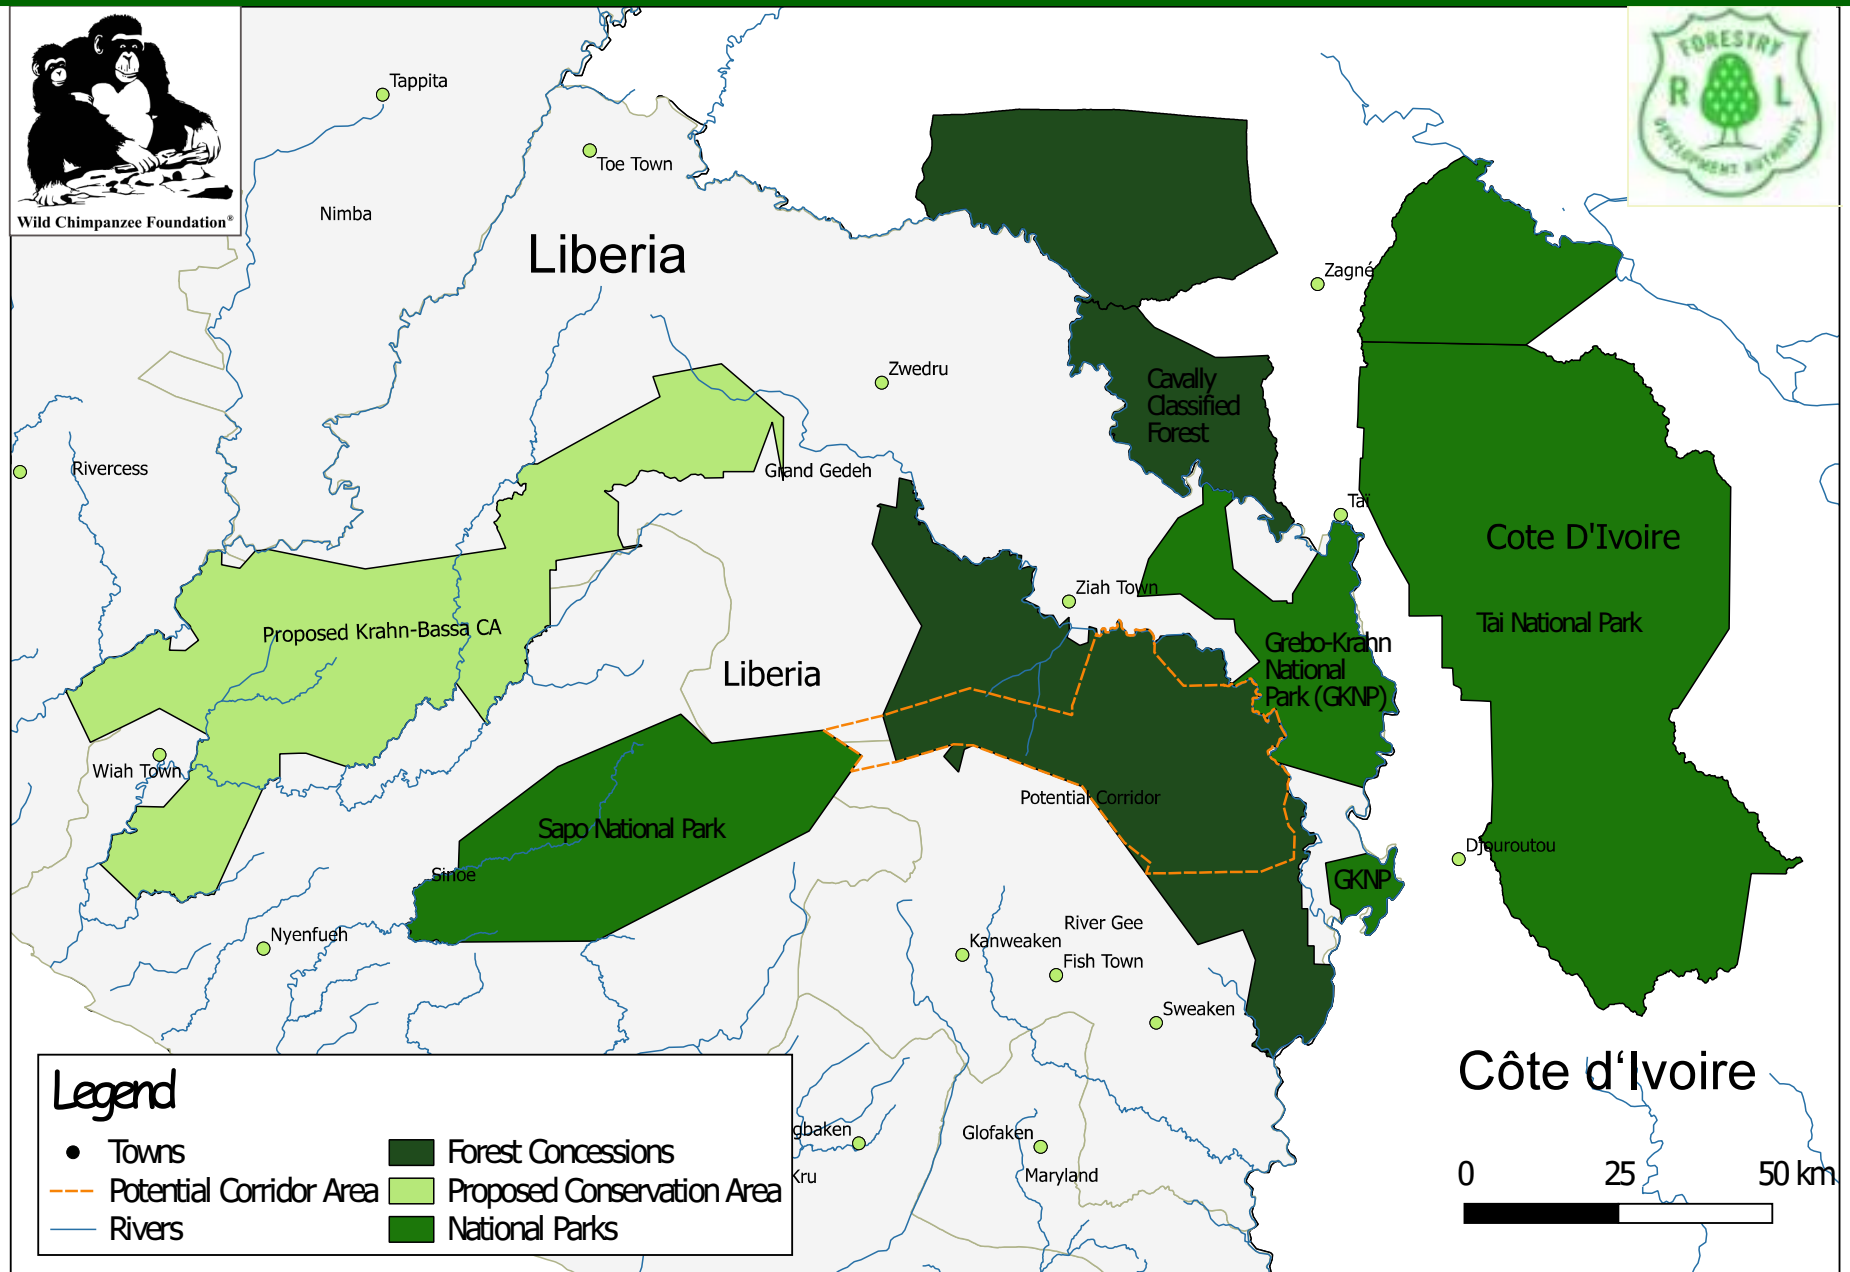 Wild Chimpanzee Foundation®
FORESTRY
R L
DEVELOPMENT AUTHORITY
Tappita
Toe Town
Nimba
Liberia
Zagné
Zwedru
Cavally
Classified
Forest
Rivercess
Grand Gedeh
Taï
Cote D'Ivoire
Ziah Town
Tai National Park
Proposed Krahn-Bassa CA
Grebo-Krahn
National
Park (GKNP)
Liberia
Wiah Town
Potential Corridor
Sapo National Park
Djouroutou
Sinoe
GKNP
River Gee
Nyenfueh
Kanweaken
Fish Town
Sweaken
Côte d'Ivoire
gbaken
Glofaken
Kru
Maryland
Legend
Towns
Potential Corridor Area
Rivers
Forest Concessions
Proposed Conservation Area
National Parks
0 25 50 km